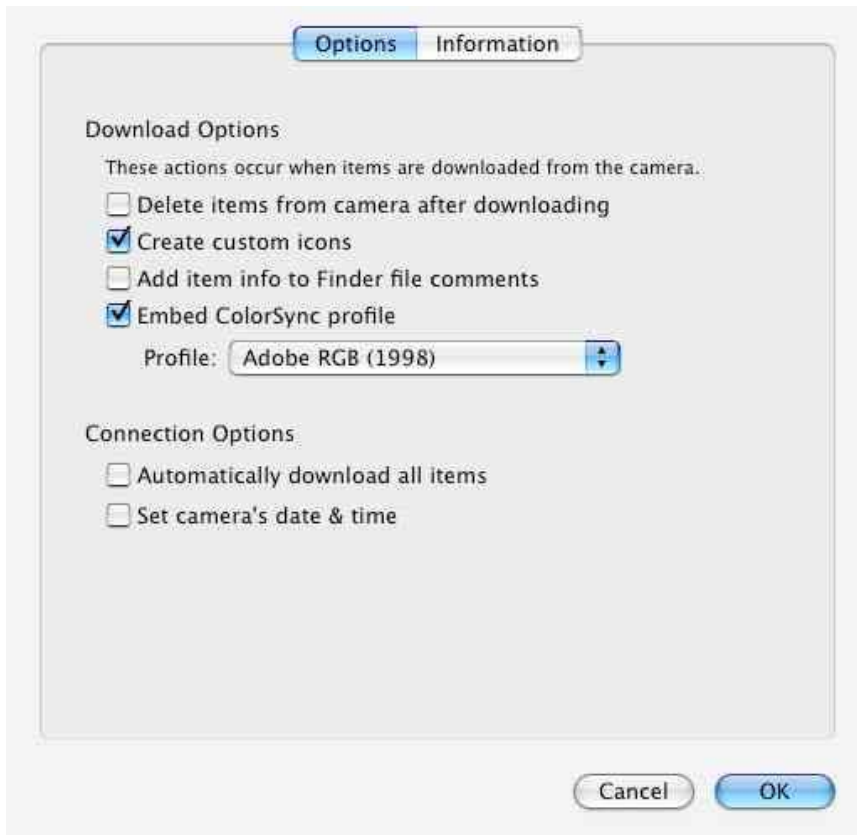 Options Information
Download Options
These actions occur when items are downloaded from the camera.
Delete items from camera after downloading
Create custom icons
Add item info to Finder file comments
Embed ColorSync profile
Profile: Adobe RGB (1998)
Connection Options
Automatically download all items
Set camera's date & time
Cancel OK